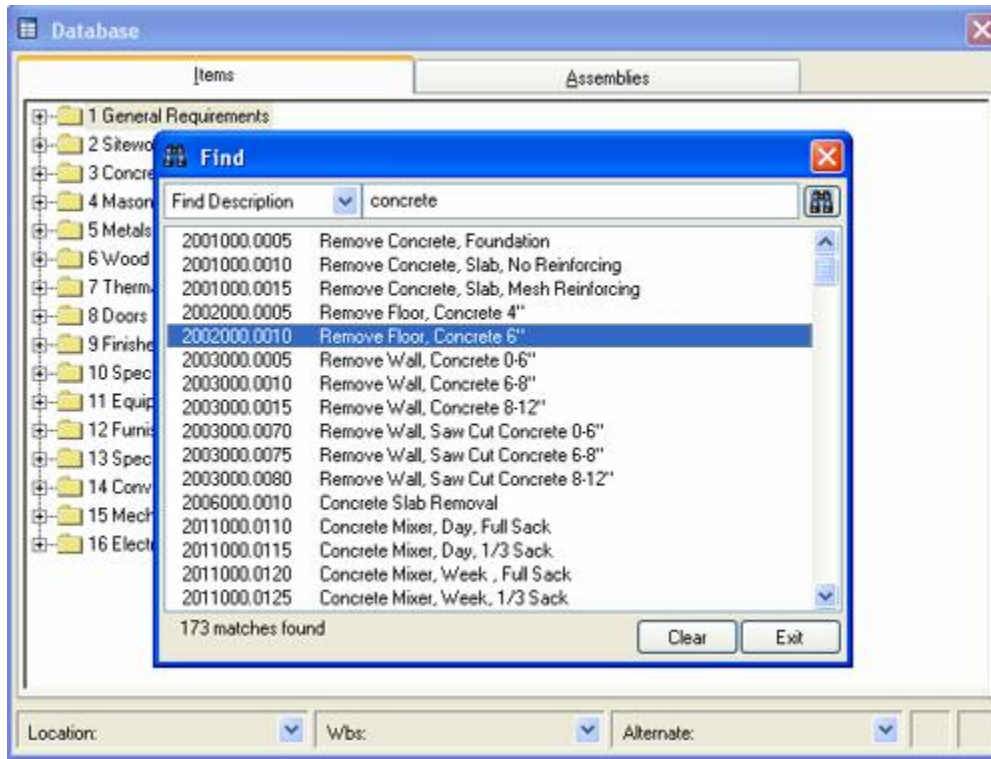 Database
Items
Assemblies
1 General Requirements
2 Sitewo
3 Concre
4 Mason
5 Metals
6 Wood
7 Therm
8 Doors
9 Finishe
10 Spec
11 Equip
12 Furnis
13 Spec
14 Conv
15 Mech
16 Elect
Find
Find Description concrete
2001000.0005 Remove Concrete, Foundation
2001000.0010 Remove Concrete, Slab, No Reinforcing
2001000.0015 Remove Concrete, Slab, Mesh Reinforcing
2002000.0005 Remove Floor, Concrete 4"
2002000.0010 Remove Floor, Concrete 6"
2003000.0005 Remove Wall, Concrete 0-6"
2003000.0010 Remove Wall, Concrete 6-8"
2003000.0015 Remove Wall, Concrete 8-12"
2003000.0070 Remove Wall, Saw Cut Concrete 0-6"
2003000.0075 Remove Wall, Saw Cut Concrete 6-8"
2003000.0080 Remove Wall, Saw Cut Concrete 8-12"
2006000.0010 Concrete Slab Removal
2011000.0110 Concrete Mixer, Day, Full Sack
2011000.0115 Concrete Mixer, Day, 1/3 Sack
2011000.0120 Concrete Mixer, Week , Full Sack
2011000.0125 Concrete Mixer, Week, 1/3 Sack
173 matches found
Clear
Exit
Location:
Wbs:
Alternate: